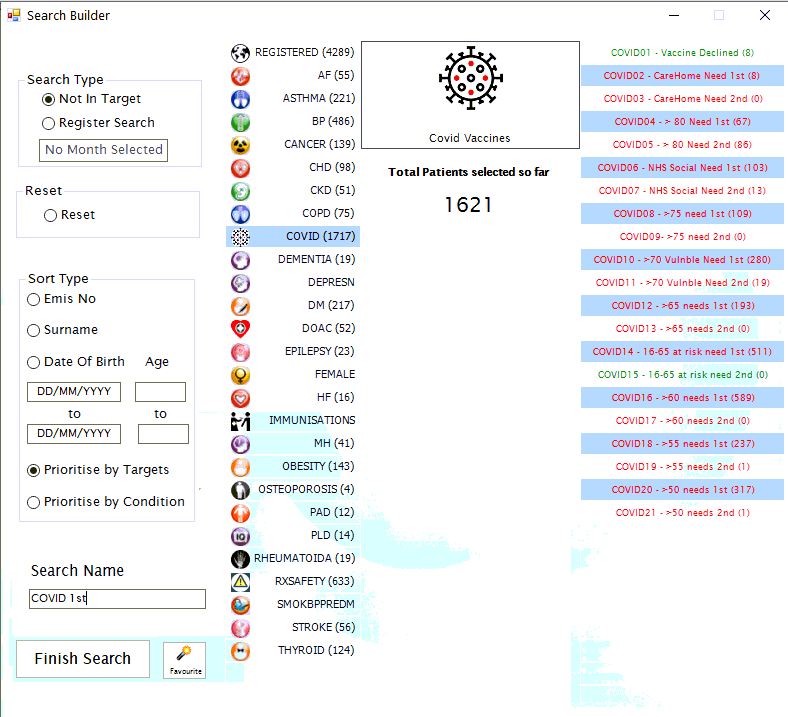 Search Builder
Search Type
Not In Target
Register Search
No Month Selected
Reset
Reset
Sort Type
Emis No
Surname
Date Of Birth Age
DD/MM/YYYY
to to
DD/MM/YYYY
Prioritise by Targets
Prioritise by Condition
Search Name
COVID 1st
Finish Search
Favourite
REGISTERED (4289)
AF (55)
ASTHMA (221)
BP (486)
CANCER (139)
CHD (98)
CKD (51)
COPD (75)
COVID (1717)
DEMENTIA (19)
DEPRESN
DM (217)
DOAC (52)
EPILEPSY (23)
FEMALE
HF (16)
IMMUNISATIONS
MH (41)
OBESITY (143)
OSTEOPOROSIS (4)
PAD (12)
PLD (14)
RHEUMATOIDA (19)
RXSAFETY (633)
SMOKBPPREDM
STROKE (56)
THYROID (124)
Covid Vaccines
Total Patients selected so far
1621
COVID01 - Vaccine Declined (8)
COVID02 - CareHome Need 1st (8)
COVID03 - CareHome Need 2nd (0)
COVID04 - > 80 Need 1st (67)
COVID05 - > 80 Need 2nd (86)
COVID06 - NHS Social Need 1st (103)
COVID07 - NHS Social Need 2nd (13)
COVID08 - >75 need 1st (109)
COVID09- >75 need 2nd (0)
COVID10 - >70 Vulnble Need 1st (280)
COVID11 - >70 Vulnble Need 2nd (19)
COVID12 - >65 needs 1st (193)
COVID13 - >65 needs 2nd (0)
COVID14 - 16-65 at risk need 1st (511)
COVID15 - 16-65 at risk need 2nd (0)
COVID16 - >60 needs 1st (589)
COVID17 - >60 needs 2nd (0)
COVID18 - >55 needs 1st (237)
COVID19 - >55 needs 2nd (1)
COVID20 - >50 needs 1st (317)
COVID21 - >50 needs 2nd (1)